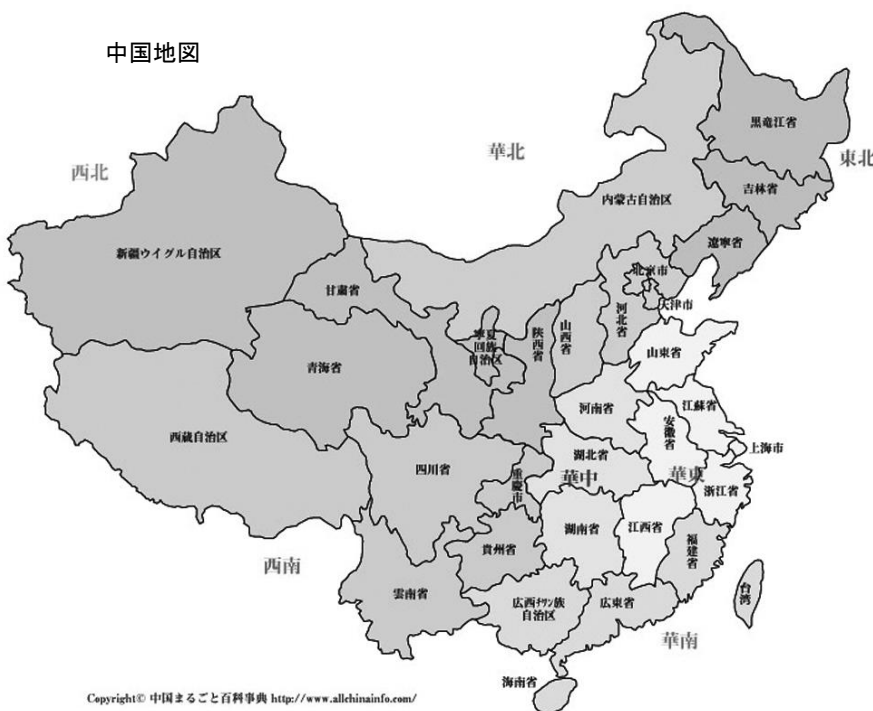 中国地図
黒竜江省
華北
東北
西北
吉林省
内蒙古自治区
遼寧省
新疆ウイグル自治区
北京市
甘粛省
天津市
河北省
山西省
陝西省
寧夏
回族
自治区
山東省
青海省
河南省
江蘇省
安徽省
西蔵自治区
上海市
湖北省
四川省
華中
華東
重慶市
浙江省
湖南省
江西省
貴州省
福建省
西南
雲南省
広西ﾁﾜﾝ族
自治区
広東省
台湾
華南
海南省
Copyright© 中国まるごと百科事典 http://www.allchinainfo.com/